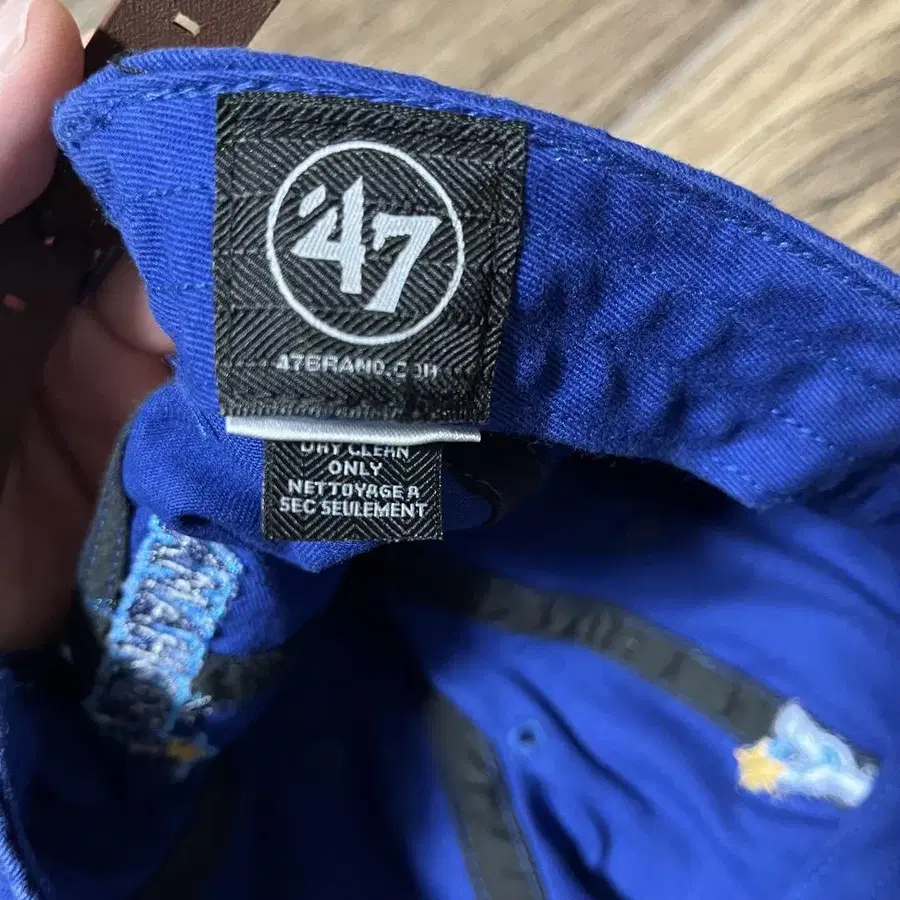 '47
47BRAND.COM
DRY CLEAN
ONLY
NETTOYAGE A
SEC SEULEMENT